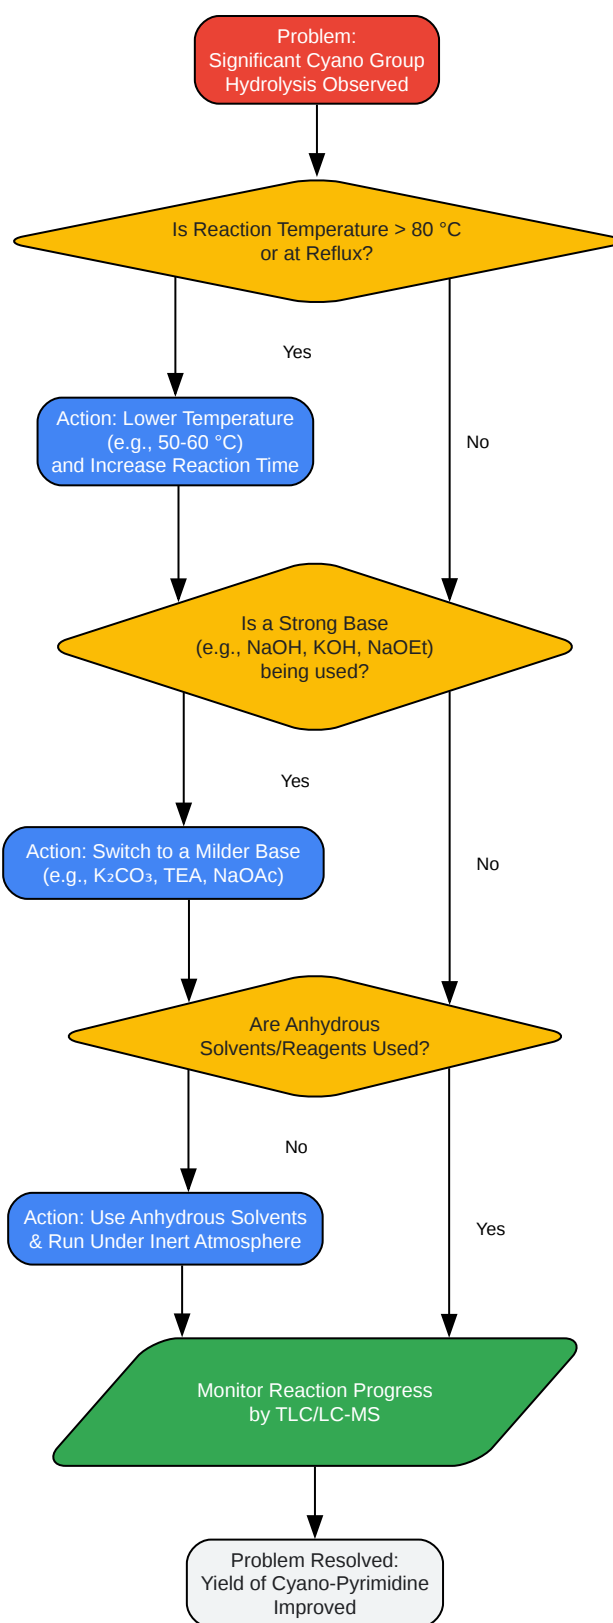 Problem:
Significant Cyano Group
Hydrolysis Observed
Is Reaction Temperature > 80 °C
or at Reflux?
Yes
Action: Lower Temperature
(e.g., 50-60 °C)
and Increase Reaction Time
No
Is a Strong Base
(e.g., NaOH, KOH, NaOEt)
being used?
Yes
Action: Switch to a Milder Base
(e.g., K₂CO₃, TEA, NaOAc)
No
Are Anhydrous
Solvents/Reagents Used?
No
Action: Use Anhydrous Solvents
& Run Under Inert Atmosphere
Yes
Monitor Reaction Progress
by TLC/LC-MS
Problem Resolved:
Yield of Cyano-Pyrimidine
Improved